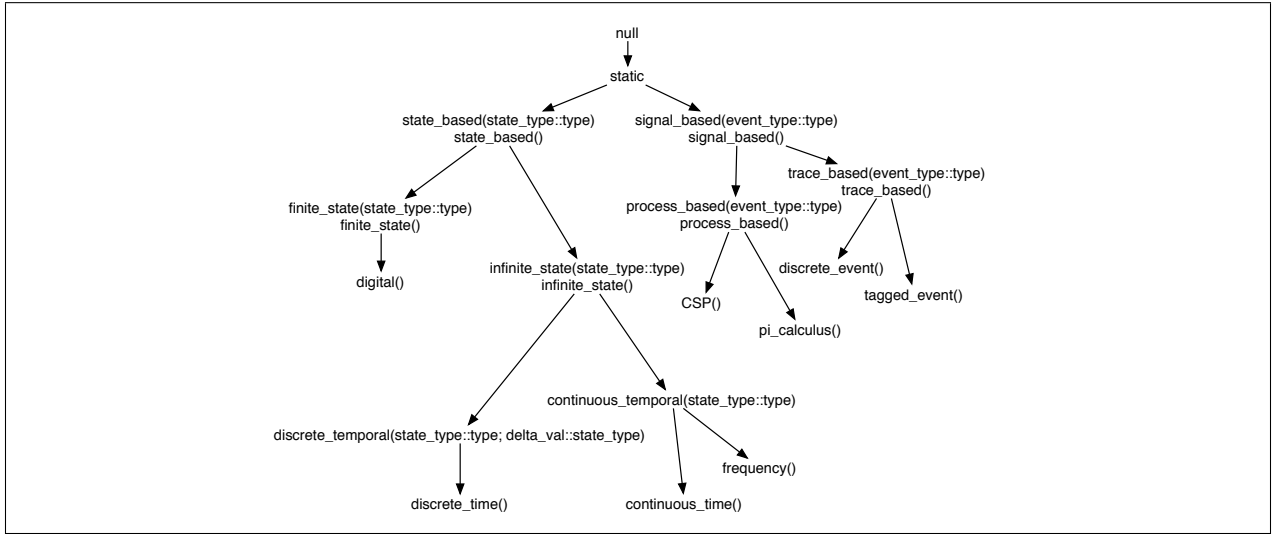 null
static
state_based(state_type::type)
state_based()
signal_based(event_type::type)
signal_based()
trace_based(event_type::type)
trace_based()
finite_state(state_type::type)
finite_state()
process_based(event_type::type)
process_based()
digital()
infinite_state(state_type::type)
infinite_state()
discrete_event()
tagged_event()
CSP()
pi_calculus()
continuous_temporal(state_type::type)
discrete_temporal(state_type::type; delta_val::state_type)
frequency()
discrete_time()
continuous_time()